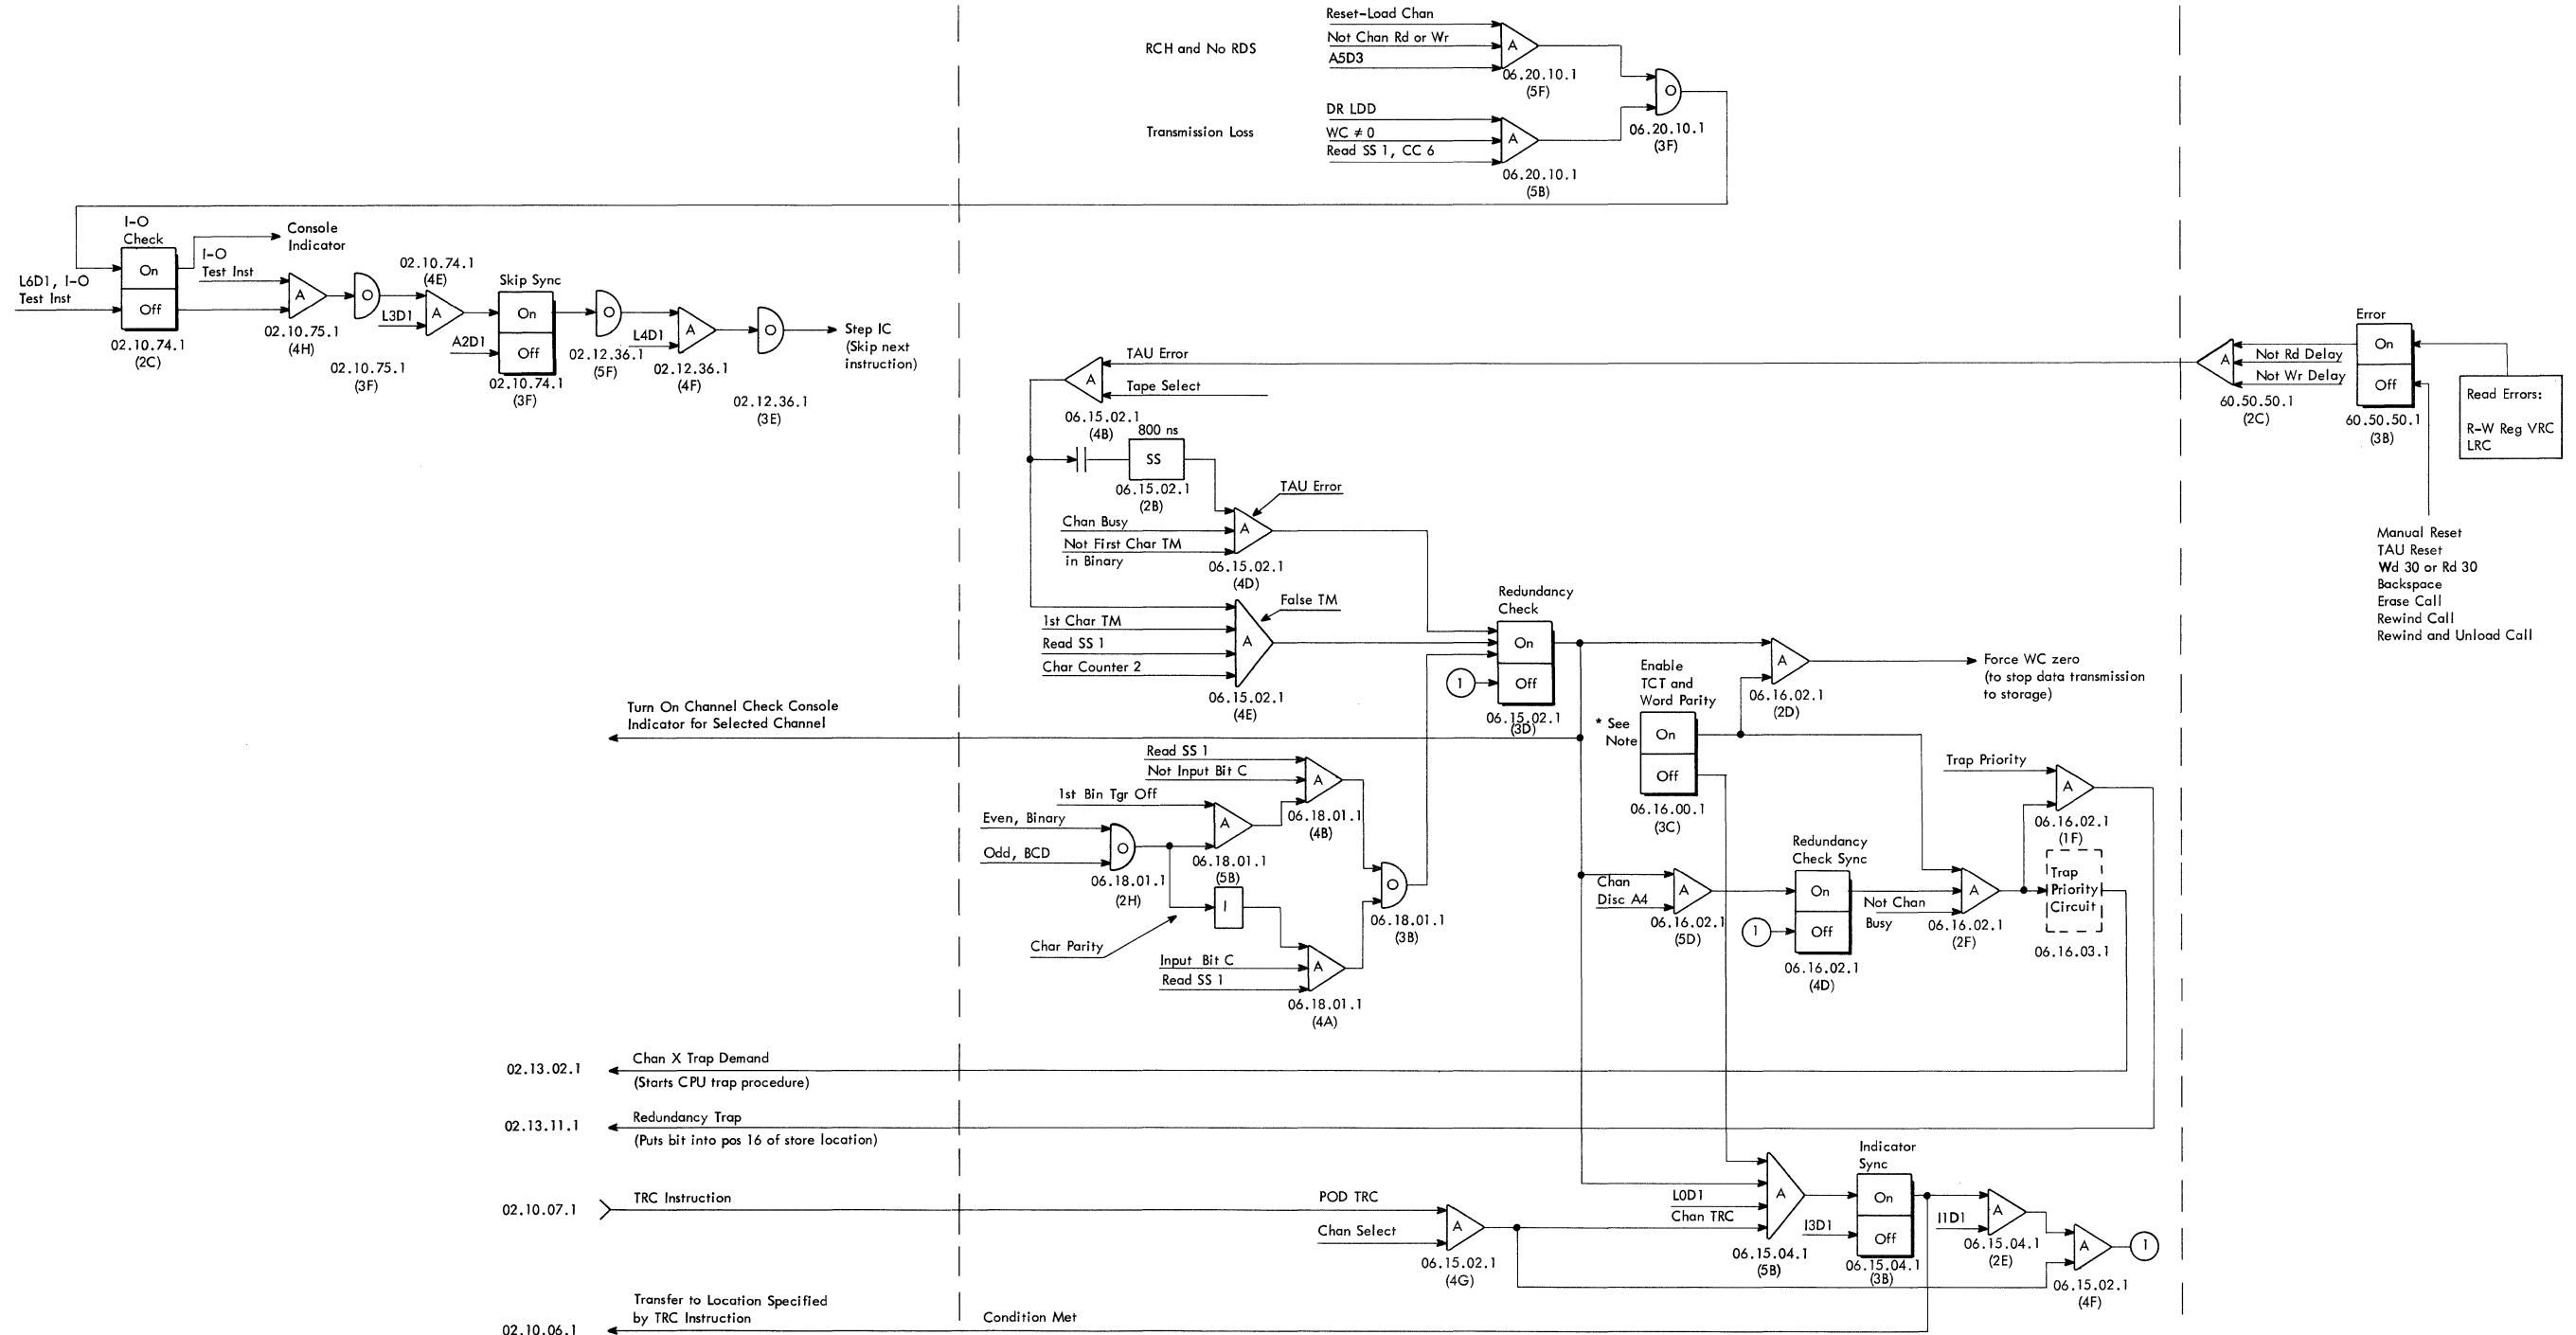 Reset-Load Chan
RCH and No RDS
Not Chan Rd or Wr
A
A5D3
06.20.10.1
(5F)
O
DR LDD
Transmission Loss
WC ≠ 0
A
Read SS 1, CC 6
06.20.10.1
(3F)
06.20.10.1
(5B)
I-O
Check
Console
Indicator
On
Off
I-O
Test Inst
L6D1, I-O
Test Inst
02.10.74.1
(2C)
A
02.10.75.1
(4H)
O
02.10.75.1
(3F)
02.10.74.1
(4E)
L3D1
A
A2D1
Skip Sync
On
Off
02.10.74.1
(3F)
O
02.12.36.1
(5F)
L4D1
A
02.12.36.1
(4F)
O
02.12.36.1
(3E)
Step IC
(Skip next
instruction)
TAU Error
A
Tape Select
06.15.02.1
(4B)
Error
On
Off
Not Rd Delay
A
Not Wr Delay
60.50.50.1
(2C)
60.50.50.1
(3B)
Read Errors:
R-W Reg VRC
LRC
Manual Reset
TAU Reset
Wd 30 or Rd 30
Backspace
Erase Call
Rewind Call
Rewind and Unload Call
800 ns
SS
06.15.02.1
(2B)
TAU Error
Chan Busy
A
Not First Char TM
in Binary
06.15.02.1
(4D)
False TM
1st Char TM
Read SS 1
A
Char Counter 2
06.15.02.1
(4E)
Redundancy
Check
On
1
Off
06.15.02.1
(3D)
Enable
TCT and
Word Parity
* See
Note
On
Off
06.16.00.1
(3C)
A
06.16.02.1
(2D)
Force WC zero
(to stop data transmission
to storage)
Turn On Channel Check Console
Indicator for Selected Channel
Read SS 1
Not Input Bit C
A
06.18.01.1
(4B)
1st Bin Tgr Off
A
06.18.01.1
(5B)
Even, Binary
O
Odd, BCD
06.18.01.1
(2H)
I
Char Parity
Input Bit C
A
Read SS 1
06.18.01.1
(4A)
O
06.18.01.1
(3B)
Chan
Disc A4
A
06.16.02.1
(5D)
Redundancy
Check Sync
On
1
Off
06.16.02.1
(4D)
Not Chan
Busy
A
06.16.02.1
(2F)
Trap Priority
A
06.16.02.1
(1F)
Trap
Priority
Circuit
06.16.03.1
02.13.02.1
Chan X Trap Demand
(Starts CPU trap procedure)
02.13.11.1
Redundancy Trap
(Puts bit into pos 16 of store location)
02.10.07.1
TRC Instruction
POD TRC
Chan Select
A
06.15.02.1
(4G)
L0D1
Chan TRC
A
06.15.04.1
(5B)
Indicator
Sync
On
I3D1
Off
06.15.04.1
(3B)
I1D1
A
06.15.04.1
(2E)
A
1
06.15.02.1
(4F)
02.10.06.1
Transfer to Location Specified
by TRC Instruction
Condition Met